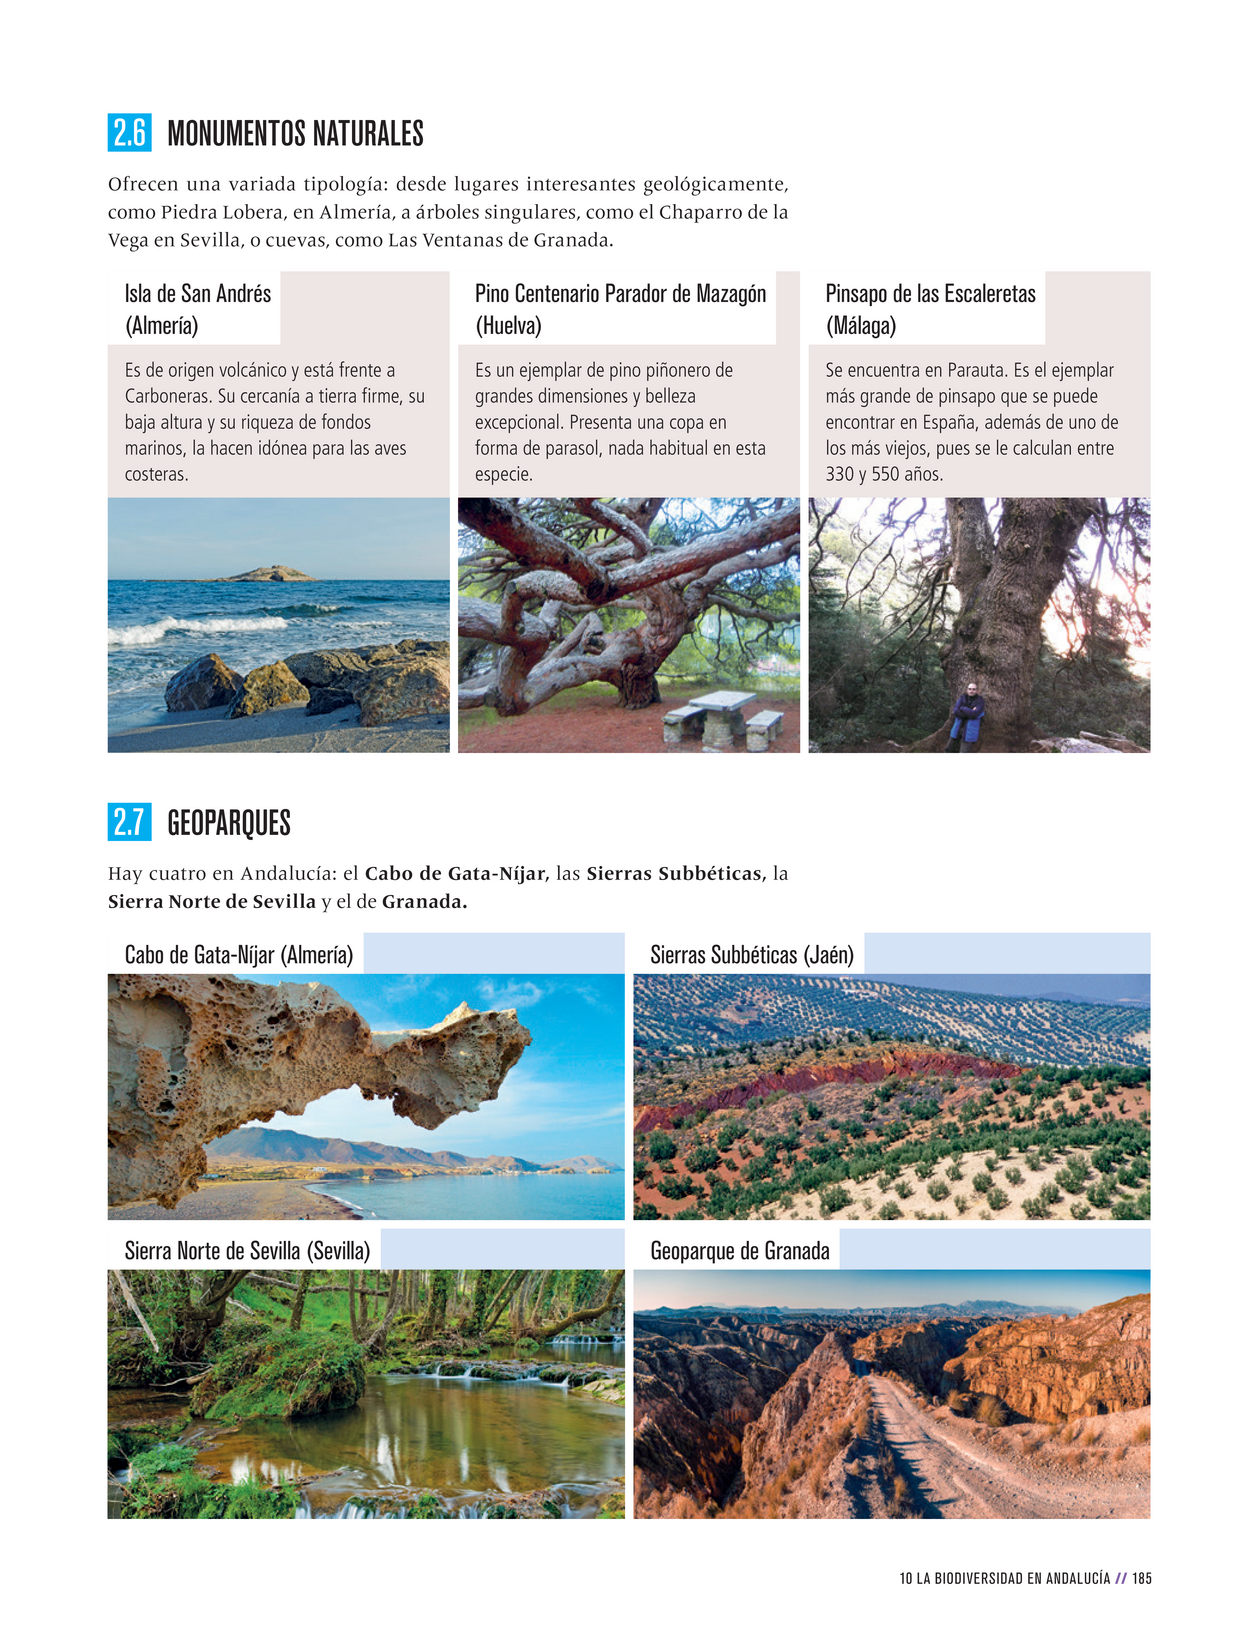 2.6 MONUMENTOS NATURALES
Ofrecen una variada tipología: desde lugares interesantes geológicamente,
como Piedra Lobera, en Almería, a árboles singulares, como el Chaparro de la
Vega en Sevilla, o cuevas, como Las Ventanas de Granada.
Isla de San Andrés
(Almería)
Es de origen volcánico y está frente a
Carboneras. Su cercanía a tierra firme, su
baja altura y su riqueza de fondos
marinos, la hacen idónea para las aves
costeras.
Pino Centenario Parador de Mazagón
(Huelva)
Es un ejemplar de pino piñonero de
grandes dimensiones y belleza
excepcional. Presenta una copa en
forma de parasol, nada habitual en esta
especie.
Pinsapo de las Escaleretas
(Málaga)
Se encuentra en Parauta. Es el ejemplar
más grande de pinsapo que se puede
encontrar en España, además de uno de
los más viejos, pues se le calculan entre
330 y 550 años.
2.7 GEOPARQUES
Hay cuatro en Andalucía: el Cabo de Gata-Níjar, las Sierras Subbéticas, la
Sierra Norte de Sevilla y el de Granada.
Cabo de Gata-Níjar (Almería)
Sierras Subbéticas (Jaén)
Sierra Norte de Sevilla (Sevilla)
Geoparque de Granada
10 LA BIODIVERSIDAD EN ANDALUCÍA // 185